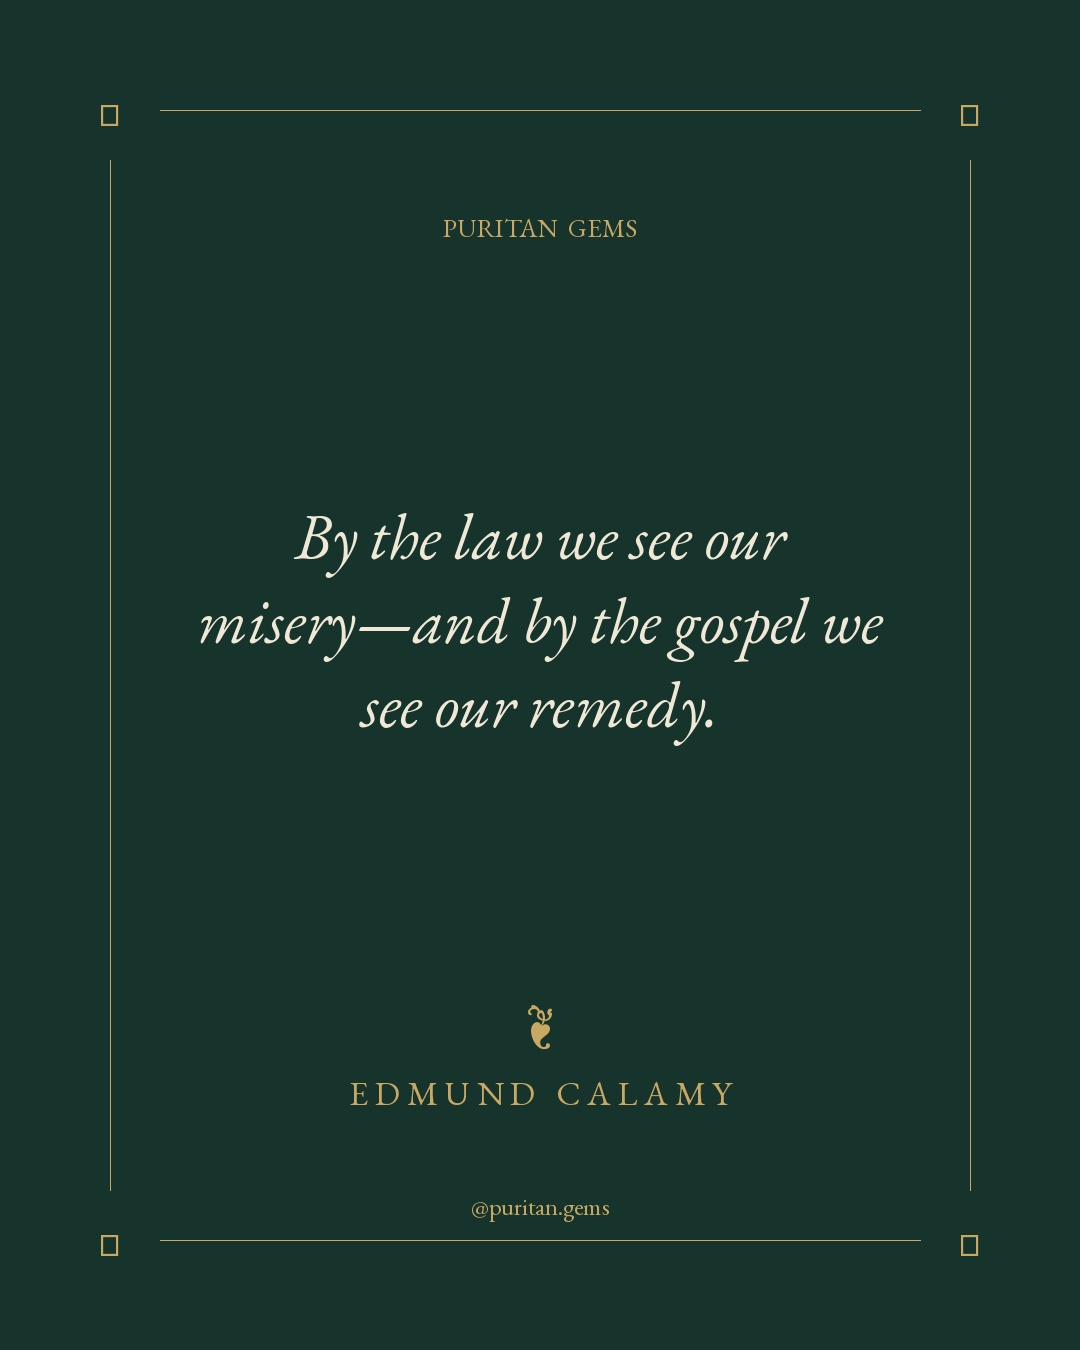 PURITAN GEMS
By the law we see our
misery—and by the gospel we
see our remedy.
❦
EDMUND CALAMY
@puritan.gems